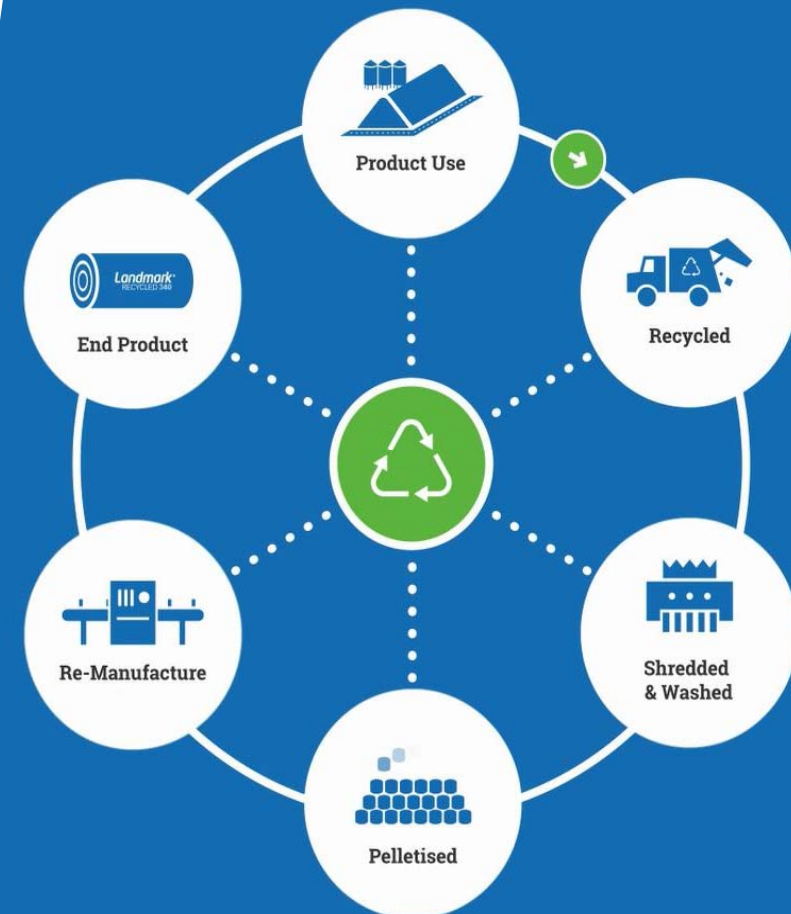 Product Use
Recycled
Shredded
& Washed
Pelletised
Re-Manufacture
End Product
Landmark
RECYCLED 340